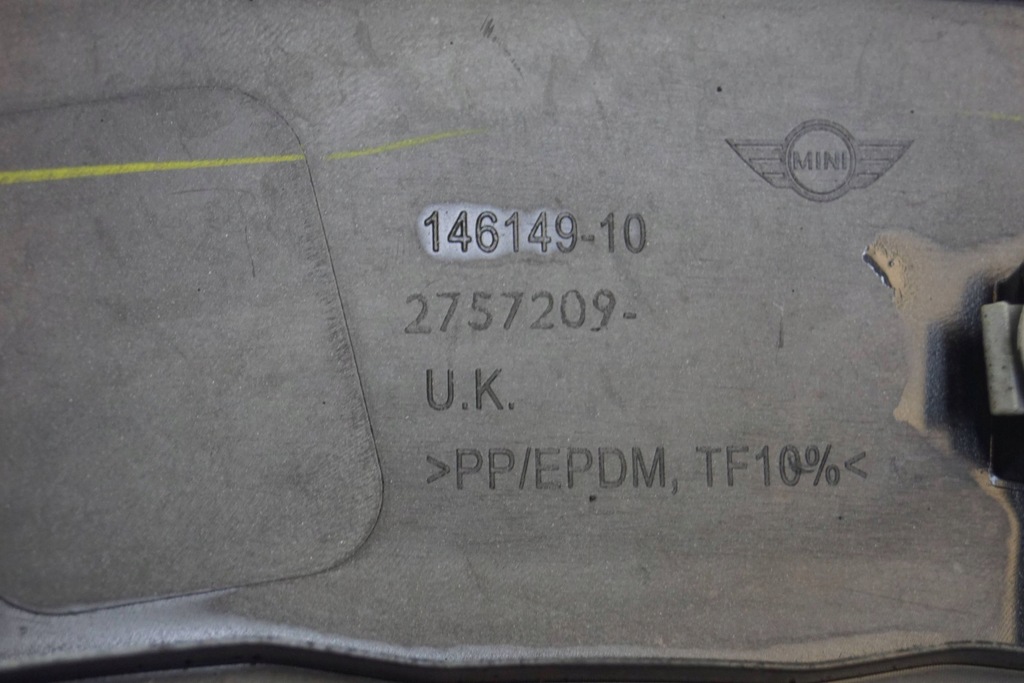 MINI
146149-10
2757209-
U.K.
>PP/EPDM, TF10%<